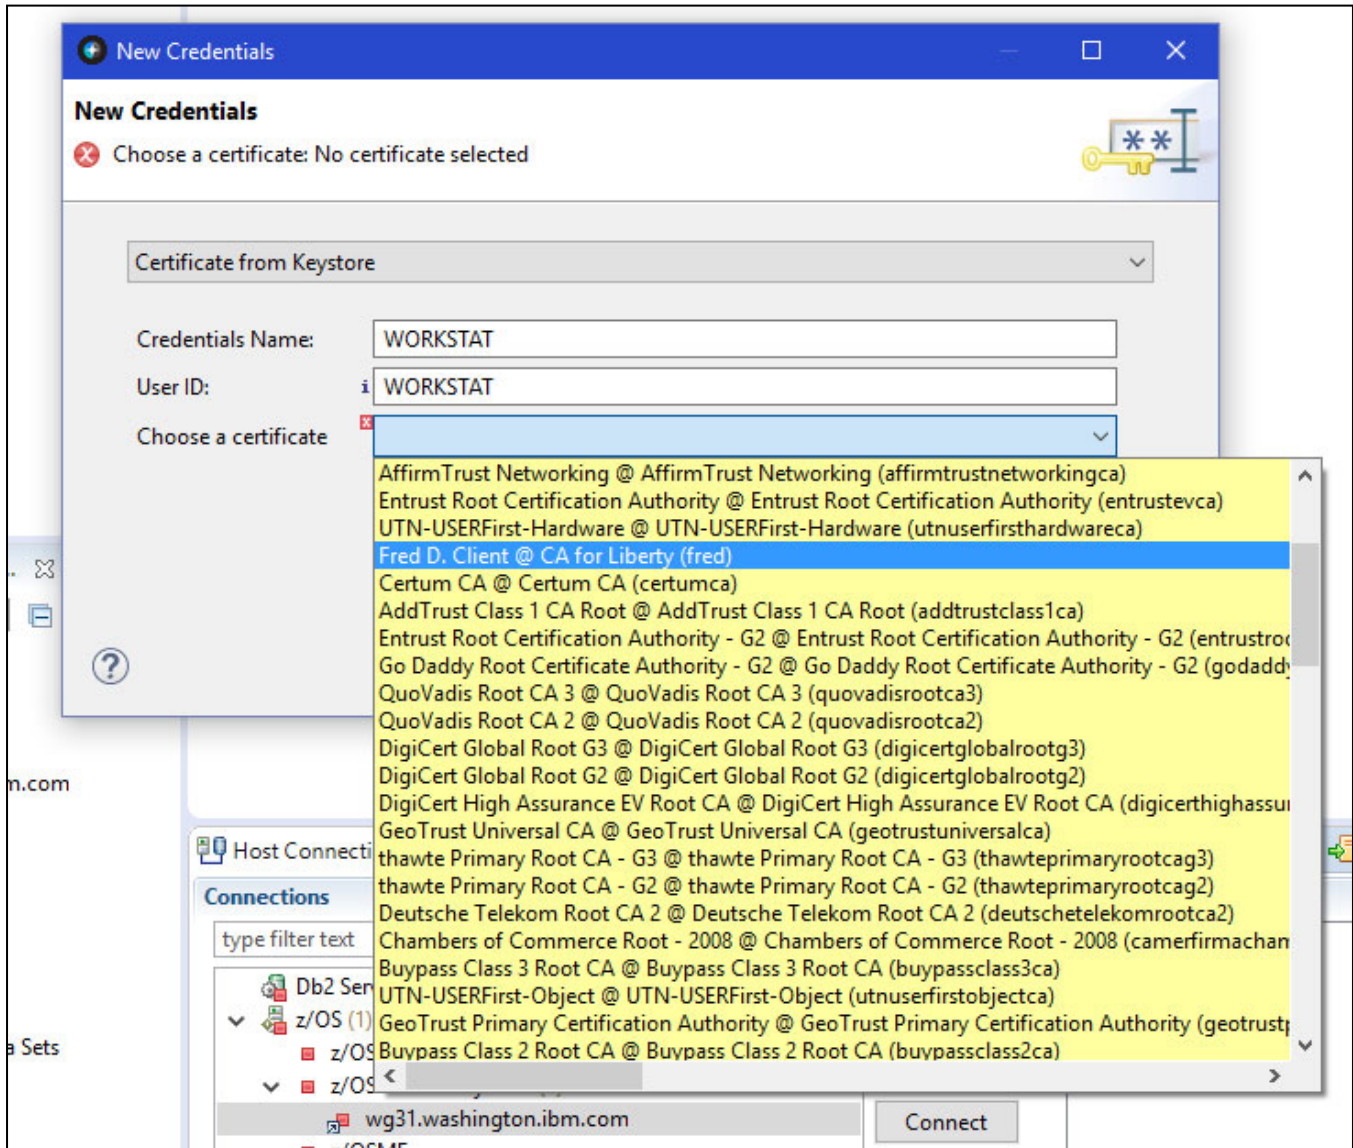 New Credentials
New Credentials
Choose a certificate: No certificate selected
**
Certificate from Keystore
Credentials Name:
WORKSTAT
User ID:
i
WORKSTAT
Choose a certificate
AffirmTrust Networking @ AffirmTrust Networking (affirmtrustnetworkingca)
Entrust Root Certification Authority @ Entrust Root Certification Authority (entrustevca)
UTN-USERFirst-Hardware @ UTN-USERFirst-Hardware (utnuserfirsthardwareca)
Fred D. Client @ CA for Liberty (fred)
Certum CA @ Certum CA (certumca)
AddTrust Class 1 CA Root @ AddTrust Class 1 CA Root (addtrustclass1ca)
Entrust Root Certification Authority - G2 @ Entrust Root Certification Authority - G2 (entrustroo
Go Daddy Root Certificate Authority - G2 @ Go Daddy Root Certificate Authority - G2 (godaddy
QuoVadis Root CA 3 @ QuoVadis Root CA 3 (quovadisrootca3)
QuoVadis Root CA 2 @ QuoVadis Root CA 2 (quovadisrootca2)
DigiCert Global Root G3 @ DigiCert Global Root G3 (digicertglobalrootg3)
DigiCert Global Root G2 @ DigiCert Global Root G2 (digicertglobalrootg2)
DigiCert High Assurance EV Root CA @ DigiCert High Assurance EV Root CA (digicerthighassur
GeoTrust Universal CA @ GeoTrust Universal CA (geotrustuniversalca)
thawte Primary Root CA - G3 @ thawte Primary Root CA - G3 (thawteprimaryrootcag3)
thawte Primary Root CA - G2 @ thawte Primary Root CA - G2 (thawteprimaryrootcag2)
Deutsche Telekom Root CA 2 @ Deutsche Telekom Root CA 2 (deutschetelekomrootca2)
Chambers of Commerce Root - 2008 @ Chambers of Commerce Root - 2008 (camerfirmacham
Buypass Class 3 Root CA @ Buypass Class 3 Root CA (buypassclass3ca)
UTN-USERFirst-Object @ UTN-USERFirst-Object (utnuserfirstobjectca)
GeoTrust Primary Certification Authority @ GeoTrust Primary Certification Authority (geotrustp
Buypass Class 2 Root CA @ Buypass Class 2 Root CA (buypassclass2ca)
?
m.com
a Sets
Host Connecti
Connections
type filter text
Db2 Ser
z/OS (1)
z/OS
z/OS
wg31.washington.ibm.com
z/OSMF
Connect